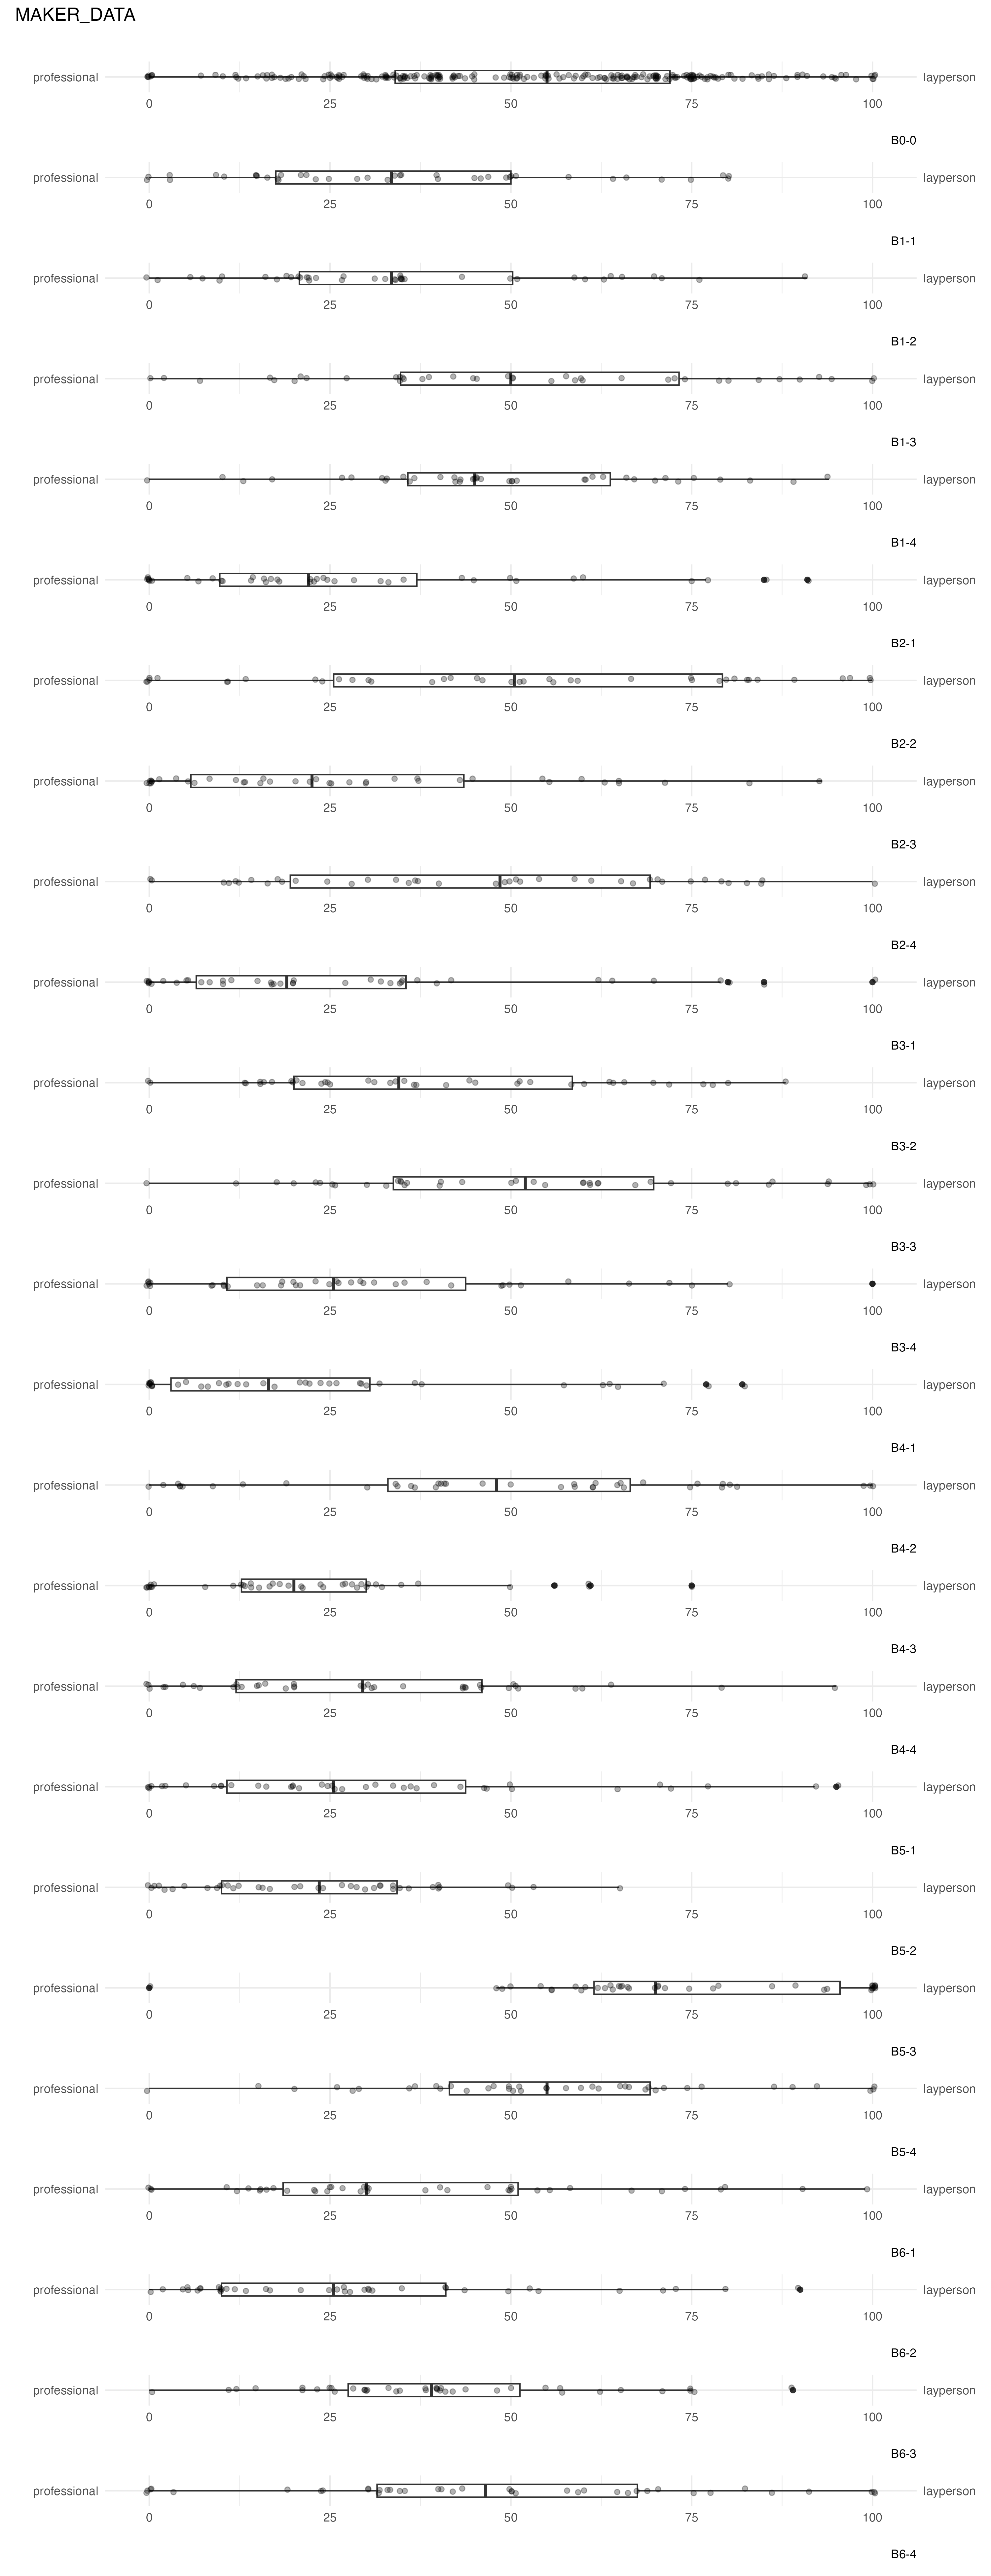 MAKER_DATA
professional layperson
0 25 50 75 100
B0-0
professional layperson
0 25 50 75 100
B1-1
professional layperson
0 25 50 75 100
B1-2
professional layperson
0 25 50 75 100
B1-3
professional layperson
0 25 50 75 100
B1-4
professional layperson
0 25 50 75 100
B2-1
professional layperson
0 25 50 75 100
B2-2
professional layperson
0 25 50 75 100
B2-3
professional layperson
0 25 50 75 100
B2-4
professional layperson
0 25 50 75 100
B3-1
professional layperson
0 25 50 75 100
B3-2
professional layperson
0 25 50 75 100
B3-3
professional layperson
0 25 50 75 100
B3-4
professional layperson
0 25 50 75 100
B4-1
professional layperson
0 25 50 75 100
B4-2
professional layperson
0 25 50 75 100
B4-3
professional layperson
0 25 50 75 100
B4-4
professional layperson
0 25 50 75 100
B5-1
professional layperson
0 25 50 75 100
B5-2
professional layperson
0 25 50 75 100
B5-3
professional layperson
0 25 50 75 100
B5-4
professional layperson
0 25 50 75 100
B6-1
professional layperson
0 25 50 75 100
B6-2
professional layperson
0 25 50 75 100
B6-3
professional layperson
0 25 50 75 100
B6-4